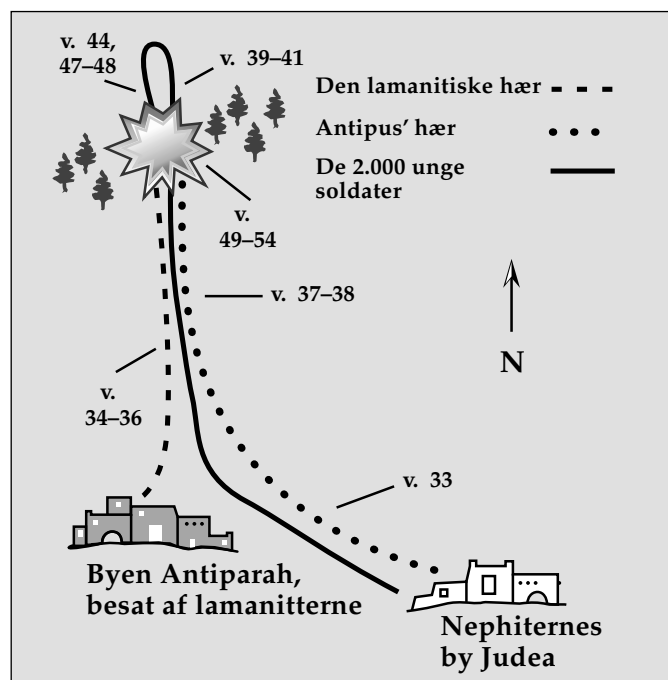 v. 44,
47–48
v. 39–41
Den lamanitiske hær
Antipus’ hær
De 2.000 unge
soldater
v.
49–54
v. 37–38
N
v.
34–36
v. 33
Byen Antiparah,
besat af lamanitterne
Nephiternes
by Judea